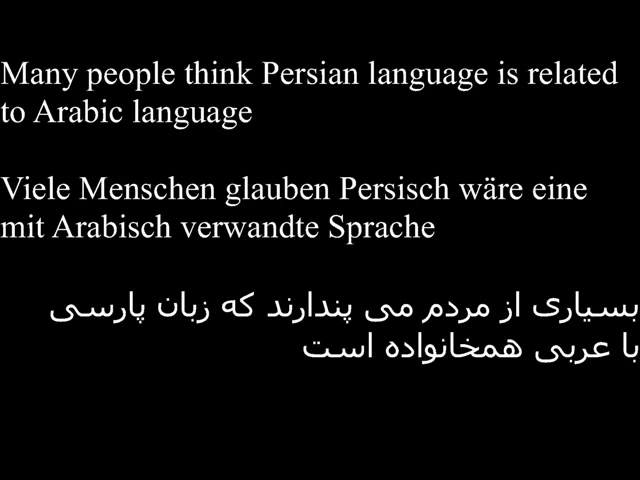 Many people think Persian language is related
to Arabic language
Viele Menschen glauben Persisch wäre eine
mit Arabisch verwandte Sprache
بسیاری از مردم می پندارند که زبان پارسی
با عربی همخانواده است